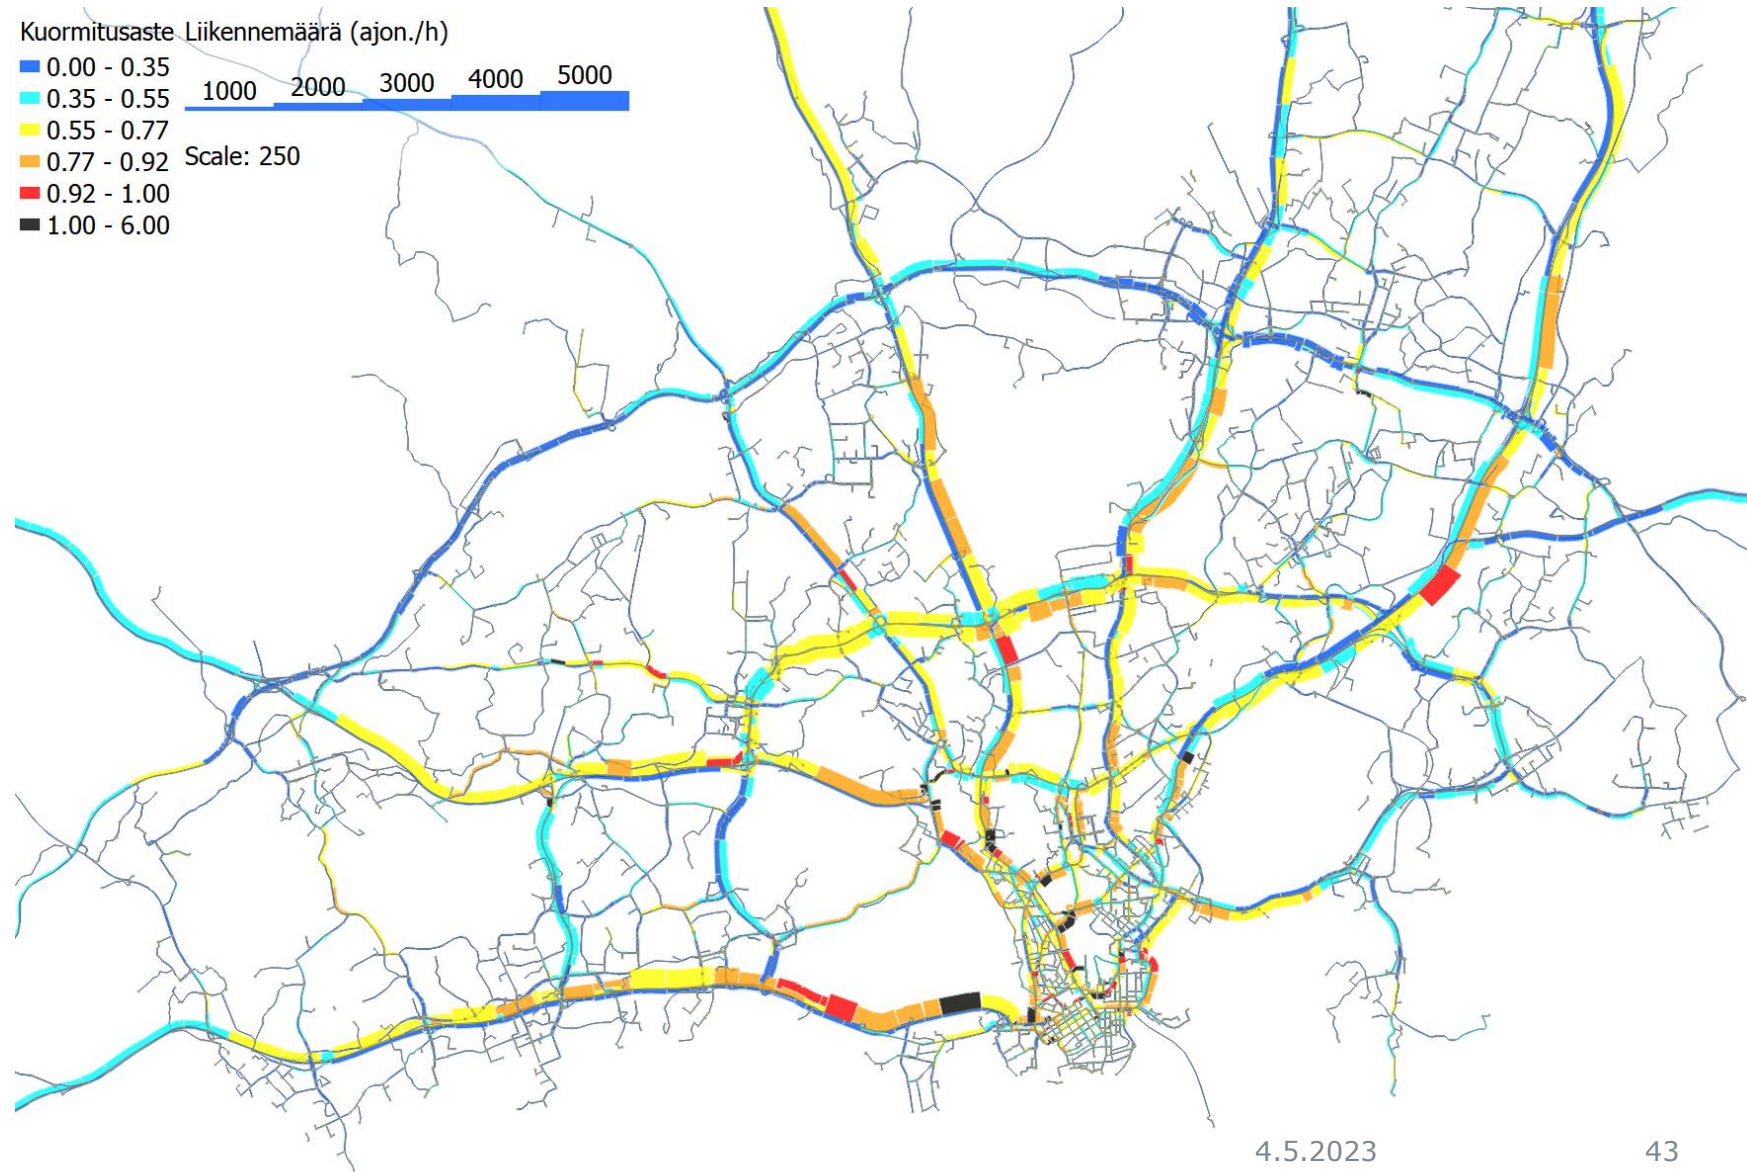 Kuormitusaste Liikennemäärä (ajon./h)
0.00 - 0.35
0.35 - 0.55
0.55 - 0.77
0.77 - 0.92
0.92 - 1.00
1.00 - 6.00
1000 2000 3000 4000 5000
Scale: 250
4.5.2023 43